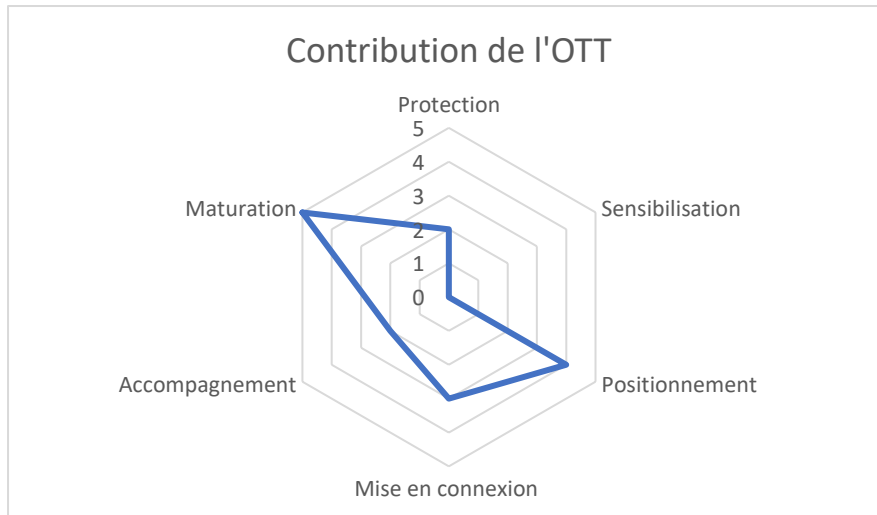 Contribution de l'OTT
Protection
5
4
3
2
1
0
Sensibilisation
Positionnement
Mise en connexion
Accompagnement
Maturation